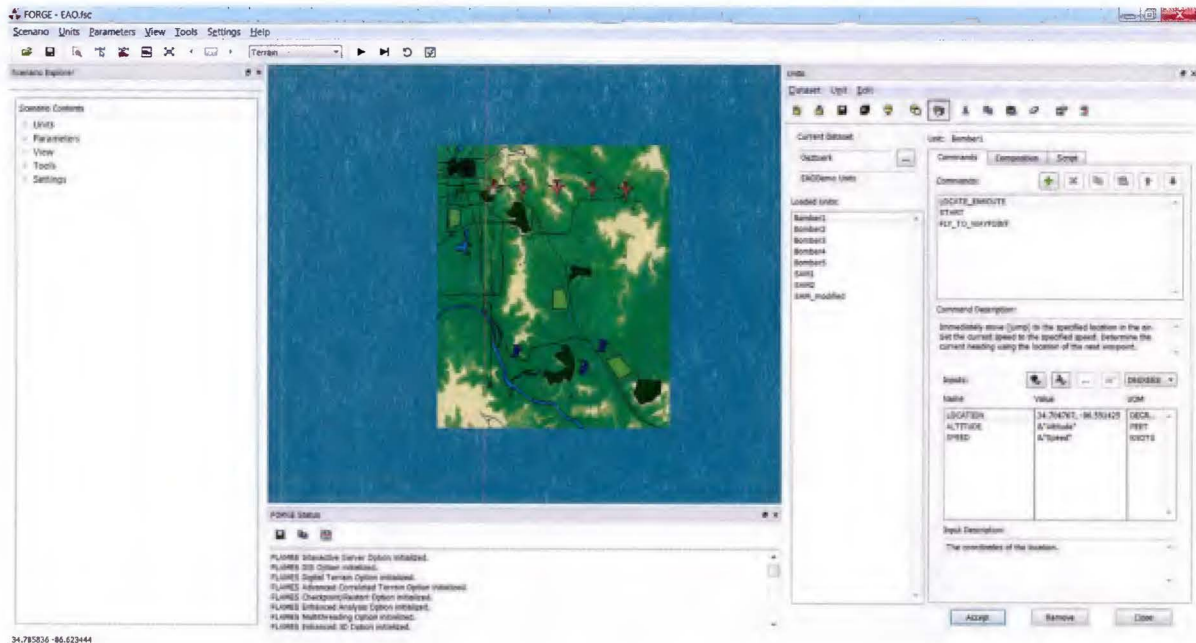 FORGE - EAO.fsc
Scenario Units Parameters View Tools Settings Help
Terrain
Scenario Explorer
Scenario Contents
Units
Parameters
View
Tools
Settings
FORGE Status
FLAMES Interactive Server Option initialized.
FLAMES DIS Option initialized.
FLAMES Digital Terrain Option initialized.
FLAMES Advanced Correlated Terrain Option initialized.
FLAMES Checkpoint/Restart Option initialized.
FLAMES Enhanced Analysis Option initialized.
FLAMES Multithreading Option initialized.
FLAMES Enhanced 3D Option initialized.
Units
Dataset Unit Edit
Current Dataset
...
EAODemo Units
Loaded Units:
Bomber1
Bomber2
Bomber3
Bomber4
Bomber5
SAM1
SAM2
SAM_modified
Unit: Bomber1
Commands Composition Script
Commands:
LOCATE_ENROUTE
START
FLY_TO_WAYPOINT
Command Description:
Immediately move (jump) to the specified location in the air.
Set the current speed to the specified speed. Determine the
current heading using the location of the next waypoint.
Inputs:
Name Value UOM
LOCATION 34.704767, -86.551425 DEGR...
ALTITUDE &"Altitude" FEET
SPEED &"Speed" KNOTS
Input Description:
The coordinates of the location.
Accept Remove Close
34.785836 -86.623444